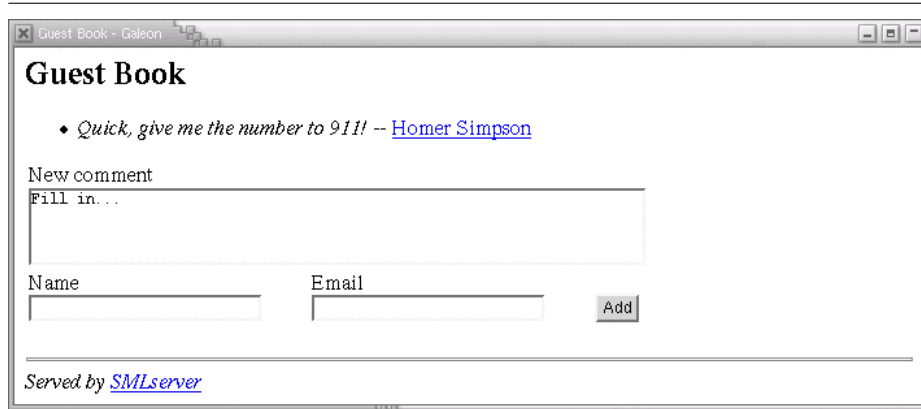 Guest Book - Galeon
Guest Book
• Quick, give me the number to 911! -- Homer Simpson
New comment
Fill in...
Name Email
Add
Served by SMLserver